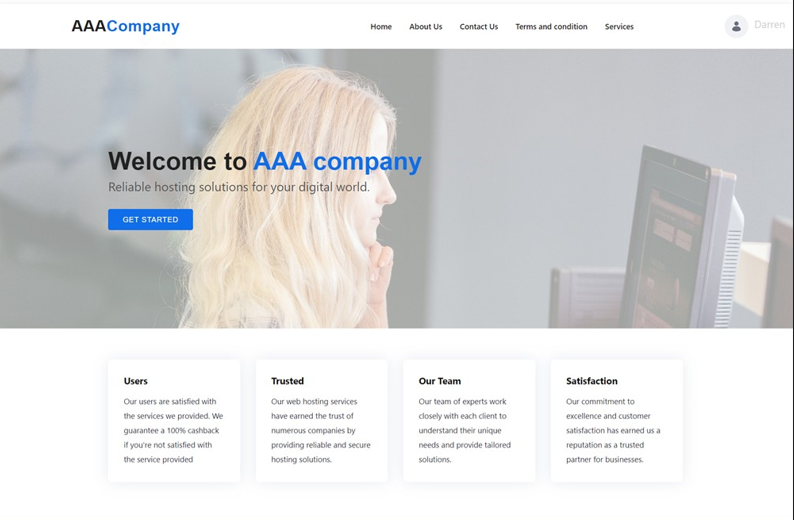 AAACompany
Home About Us Contact Us Terms and condition Services
Darren
Welcome to AAA company
Reliable hosting solutions for your digital world.
GET STARTED
Users
Our users are satisfied with
the services we provided. We
guarantee a 100% cashback
if you're not satisfied with
the service provided
Trusted
Our web hosting services
have earned the trust of
numerous companies by
providing reliable and secure
hosting solutions.
Our Team
Our team of experts work
closely with each client to
understand their unique
needs and provide tailored
solutions.
Satisfaction
Our commitment to
excellence and customer
satisfaction has earned us a
reputation as a trusted
partner for businesses.